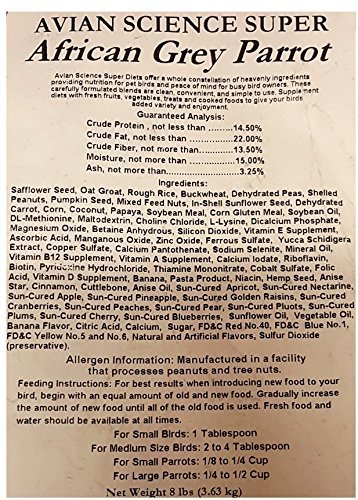 AVIAN SCIENCE SUPER
African Grey Parrot
Avian Science Super Diets offer a whole constellation of heavenly ingredients
providing nutrition for pet birds and peace of mind for busy bird owners. These
carefully formulated blends are clean, convenient, and simple to use. Supplement
diets with fresh fruits, vegetables, treats and cooked foods to give your birds
added variety and enjoyment.
Guaranteed Analysis:
Crude Protein , not less than ........14.50%
Crude Fat, not less than ...............22.00%
Crude Fiber, not more than..........13.50%
Moisture, not more than...............15.00%
Ash, not more than........................3.25%
Ingredients:
Safflower Seed, Oat Groat, Rough Rice, Buckwheat, Dehydrated Peas, Shelled
Peanuts, Pumpkin Seed, Mixed Feed Nuts, In-Shell Sunflower Seed, Dehydrated
Carrot, Corn, Coconut, Papaya, Soybean Meal, Corn Gluten Meal, Soybean Oil,
DL-Methionine, Maltodextrin, Choline Chloride, L-Lysine, Dicalcium Phosphate,
Magnesium Oxide, Betaine Anhydrous, Silicon Dioxide, Vitamin E Supplement,
Ascorbic Acid, Manganous Oxide, Zinc Oxide, Ferrous Sulfate, Yucca Schidigera
Extract, Copper Sulfate, Calcium Pantothenate, Sodium Selenite, Mineral Oil,
Vitamin B12 Supplement, Vitamin A Supplement, Calcium Iodate, Riboflavin,
Biotin, Pyridoxine Hydrochloride, Thiamine Mononitrate, Cobalt Sulfate, Folic
Acid, Vitamin D Supplement, Banana, Pasta Product, Niacin, Hemp Seed, Anise
Star, Cinnamon, Cuttlebone, Anise Oil, Sun-Cured Apricot, Sun-Cured Nectarine,
Sun-Cured Apple, Sun-Cured Pineapple, Sun-Cured Golden Raisins, Sun-Cured
Cranberries, Sun-Cured Peaches, Sun-Cured Pear, Sun-Cured Pluots, Sun-Cured
Plums, Sun-Cured Cherry, Sun-Cured Blueberries, Sunflower Oil, Vegetable Oil,
Banana Flavor, Citric Acid, Calcium, Sugar, FD&C Red No.40, FD&C Blue No.1,
FD&C Yellow No.5 and No.6, Natural and Artificial Flavors, Sulfur Dioxide
(preservative).
Allergen Information: Manufactured in a facility
that processes peanuts and tree nuts.
Feeding Instructions: For best results when introducing new food to your
bird, begin with an equal amount of old and new food. Gradually increase
the amount of new food until all of the old food is used. Fresh food and
water should be available at all times.
For Small Birds: 1 Tablespoon
For Medium Size Birds: 2 to 4 Tablespoon
For Small Parrots: 1/8 to 1/4 Cup
For Large Parrots: 1/4 to 1/2 Cup
Net Weight 8 lbs (3.63 kg)